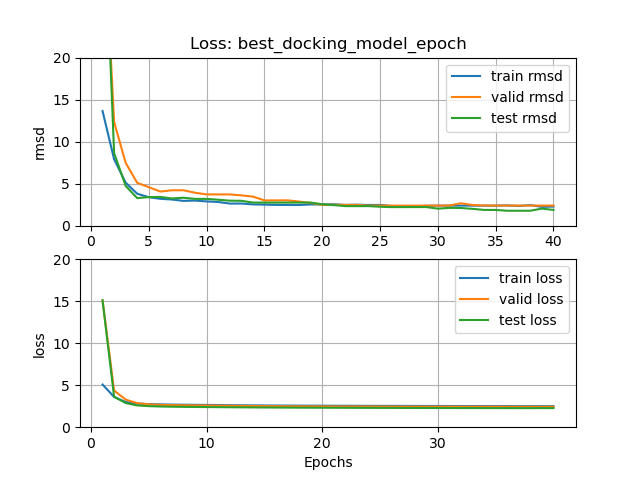 Loss: best_docking_model_epoch
20
15
10
5
0
rmsd
train rmsd
valid rmsd
test rmsd
0 5 10 15 20 25 30 35 40
20
15
10
5
0
loss
train loss
valid loss
test loss
0 10 20 30
Epochs